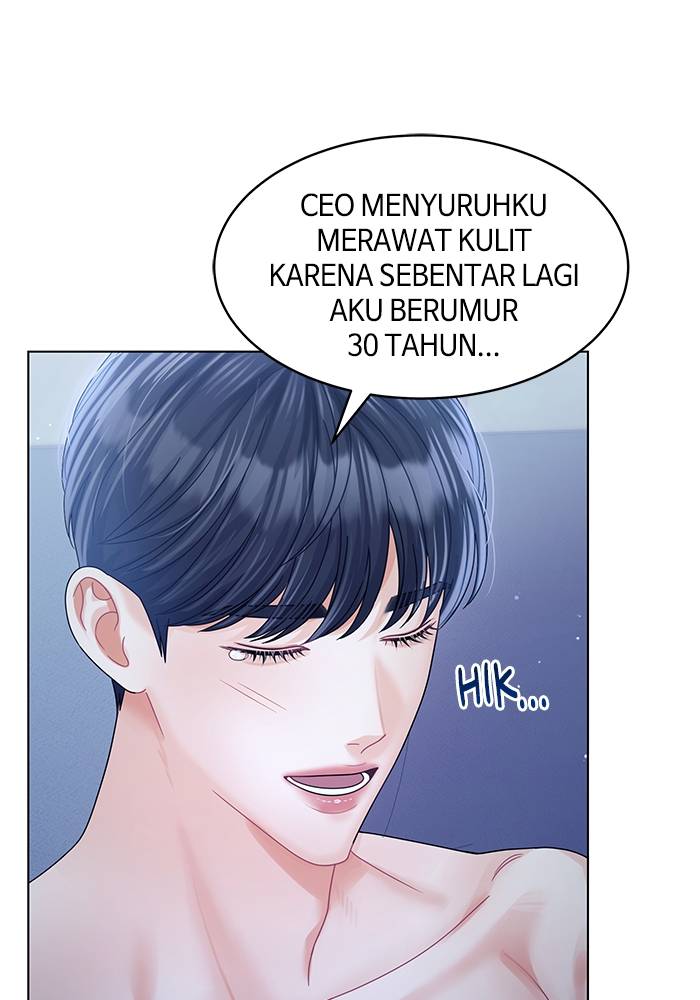 CEO MENYURUHKU
MERAWAT KULIT
KARENA SEBENTAR LAGI
AKU BERUMUR
30 TAHUN...
HIK...